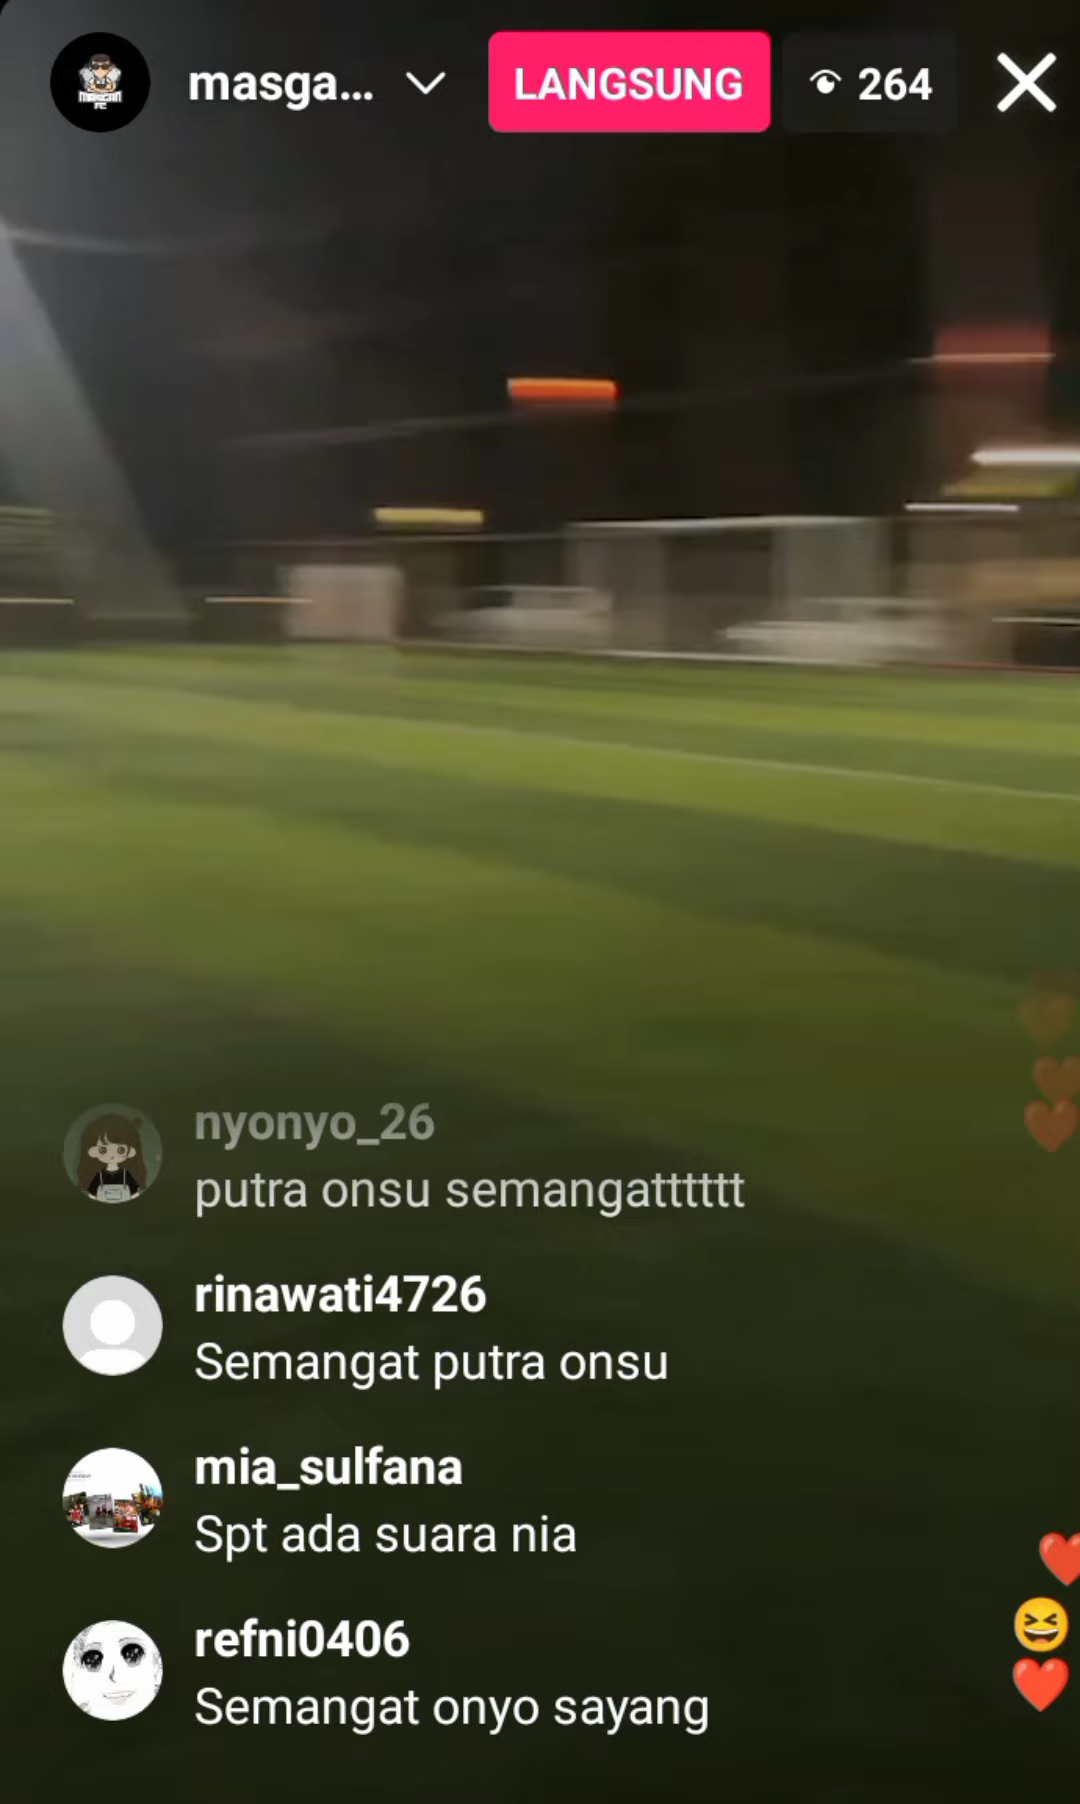 masga...
LANGSUNG
264
nyonyo_26
putra onsu semangatttttt
rinawati4726
Semangat putra onsu
mia_sulfana
Spt ada suara nia
refni0406
Semangat onyo sayang